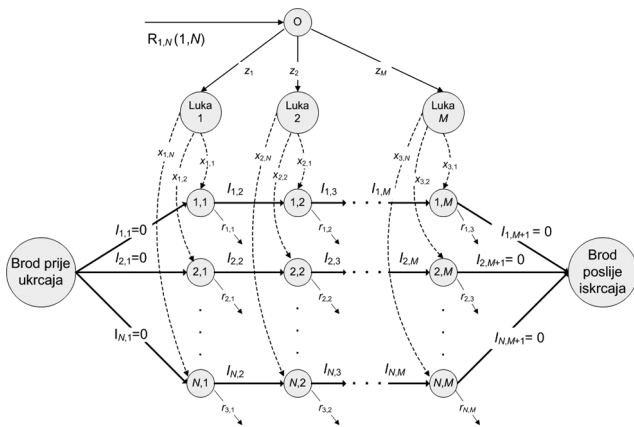 O
R1,N(1,N)
z1 z2 zM
Luka 1 Luka 2 Luka M
x1,N x1,2 x1,1 x2,N x2,2 x2,1 x3,N x3,2 x3,1
I1,1=0 1,1 I1,2 1,2 I1,3 . . . I1,M 1,M I1,M+1= 0
r1,1 r1,2 r1,3
Brod prije ukrcaja I2,1=0 2,1 I2,2 2,2 I2,3 . . . I2,M 2,M I2,M+1= 0 Brod poslije iskrcaja
r2,1 r2,2 r2,3
IN,1=0 IN,M+1= 0
N,1 IN,2 N,2 IN,3 . . . IN,M N,M
r3,1 r3,2 rN,M